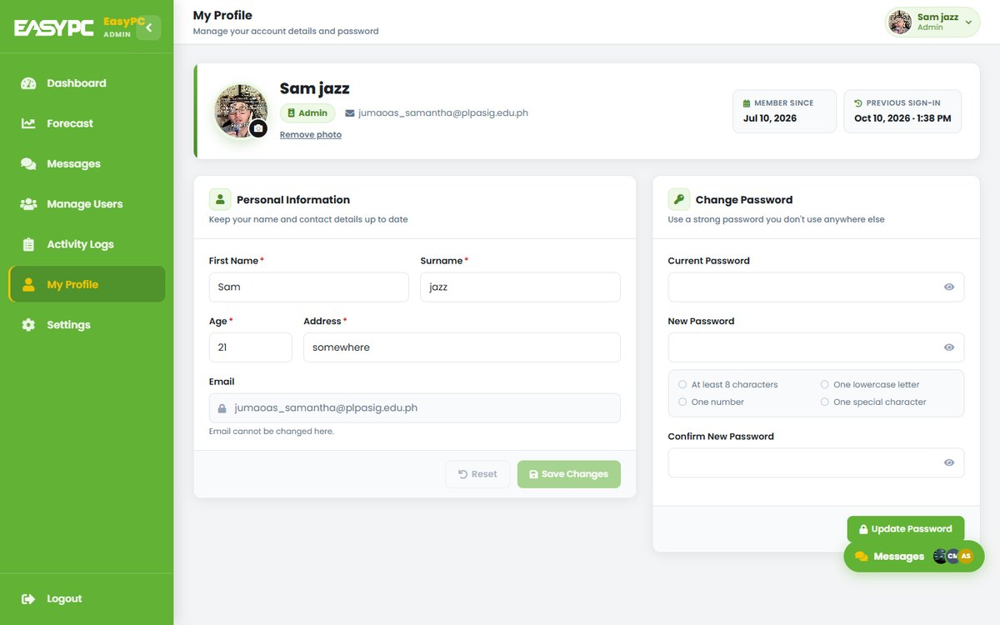 EASYPC
EasyPC
ADMIN
Dashboard
Forecast
Messages
Manage Users
Activity Logs
My Profile
Settings
Logout
My Profile
Manage your account details and password
Sam jazz
Admin
Sam jazz
Admin
jumaoas_samantha@plpasig.edu.ph
Remove photo
MEMBER SINCE
Jul 10, 2026
PREVIOUS SIGN-IN
Oct 10, 2026 · 1:38 PM
Personal Information
Keep your name and contact details up to date
First Name *
Surname *
Sam
jazz
Age *
Address *
21
somewhere
Email
jumaoas_samantha@plpasig.edu.ph
Email cannot be changed here.
Reset
Save Changes
Change Password
Use a strong password you don't use anywhere else
Current Password
New Password
At least 8 characters
One lowercase letter
One number
One special character
Confirm New Password
Update Password
Messages
CM
AS